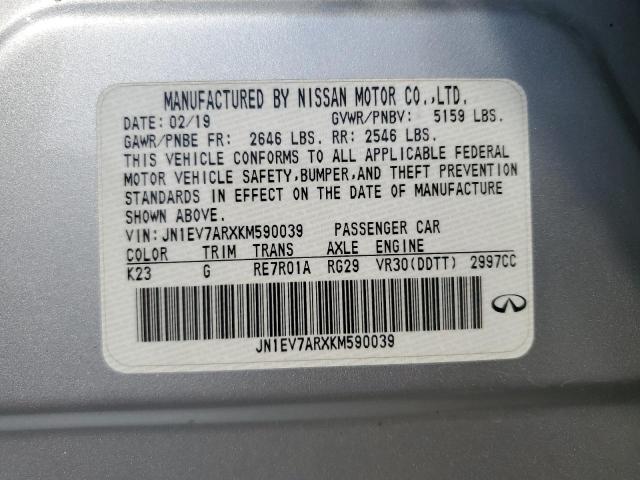 MANUFACTURED BY NISSAN MOTOR CO.,LTD.
DATE: 02/19 GVWR/PNBV: 5159 LBS.
GAWR/PNBE FR: 2646 LBS. RR: 2546 LBS.
THIS VEHICLE CONFORMS TO ALL APPLICABLE FEDERAL
MOTOR VEHICLE SAFETY,BUMPER,AND THEFT PREVENTION
STANDARDS IN EFFECT ON THE DATE OF MANUFACTURE
SHOWN ABOVE.
VIN: JN1EV7ARXKM590039 PASSENGER CAR
COLOR TRIM TRANS AXLE ENGINE
K23 G RE7R01A RG29 VR30(DDTT) 2997CC
JN1EV7ARXKM590039